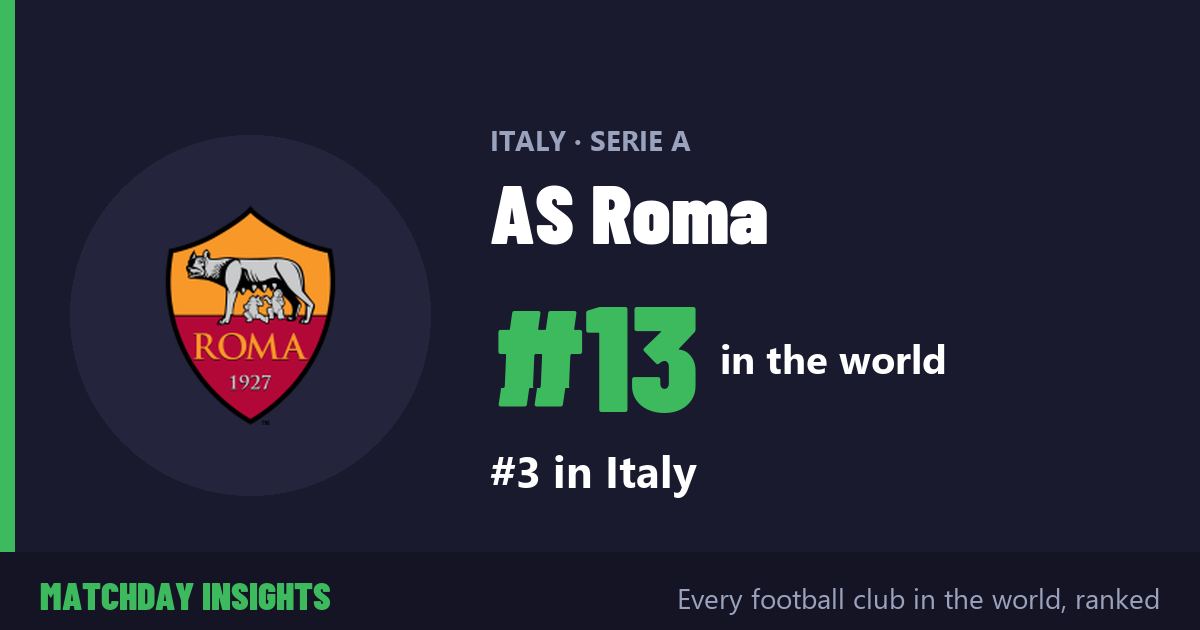 ITALY · SERIE A
AS Roma
#13 in the world
#3 in Italy
ROMA
1927
TM
MATCHDAY INSIGHTS
Every football club in the world, ranked